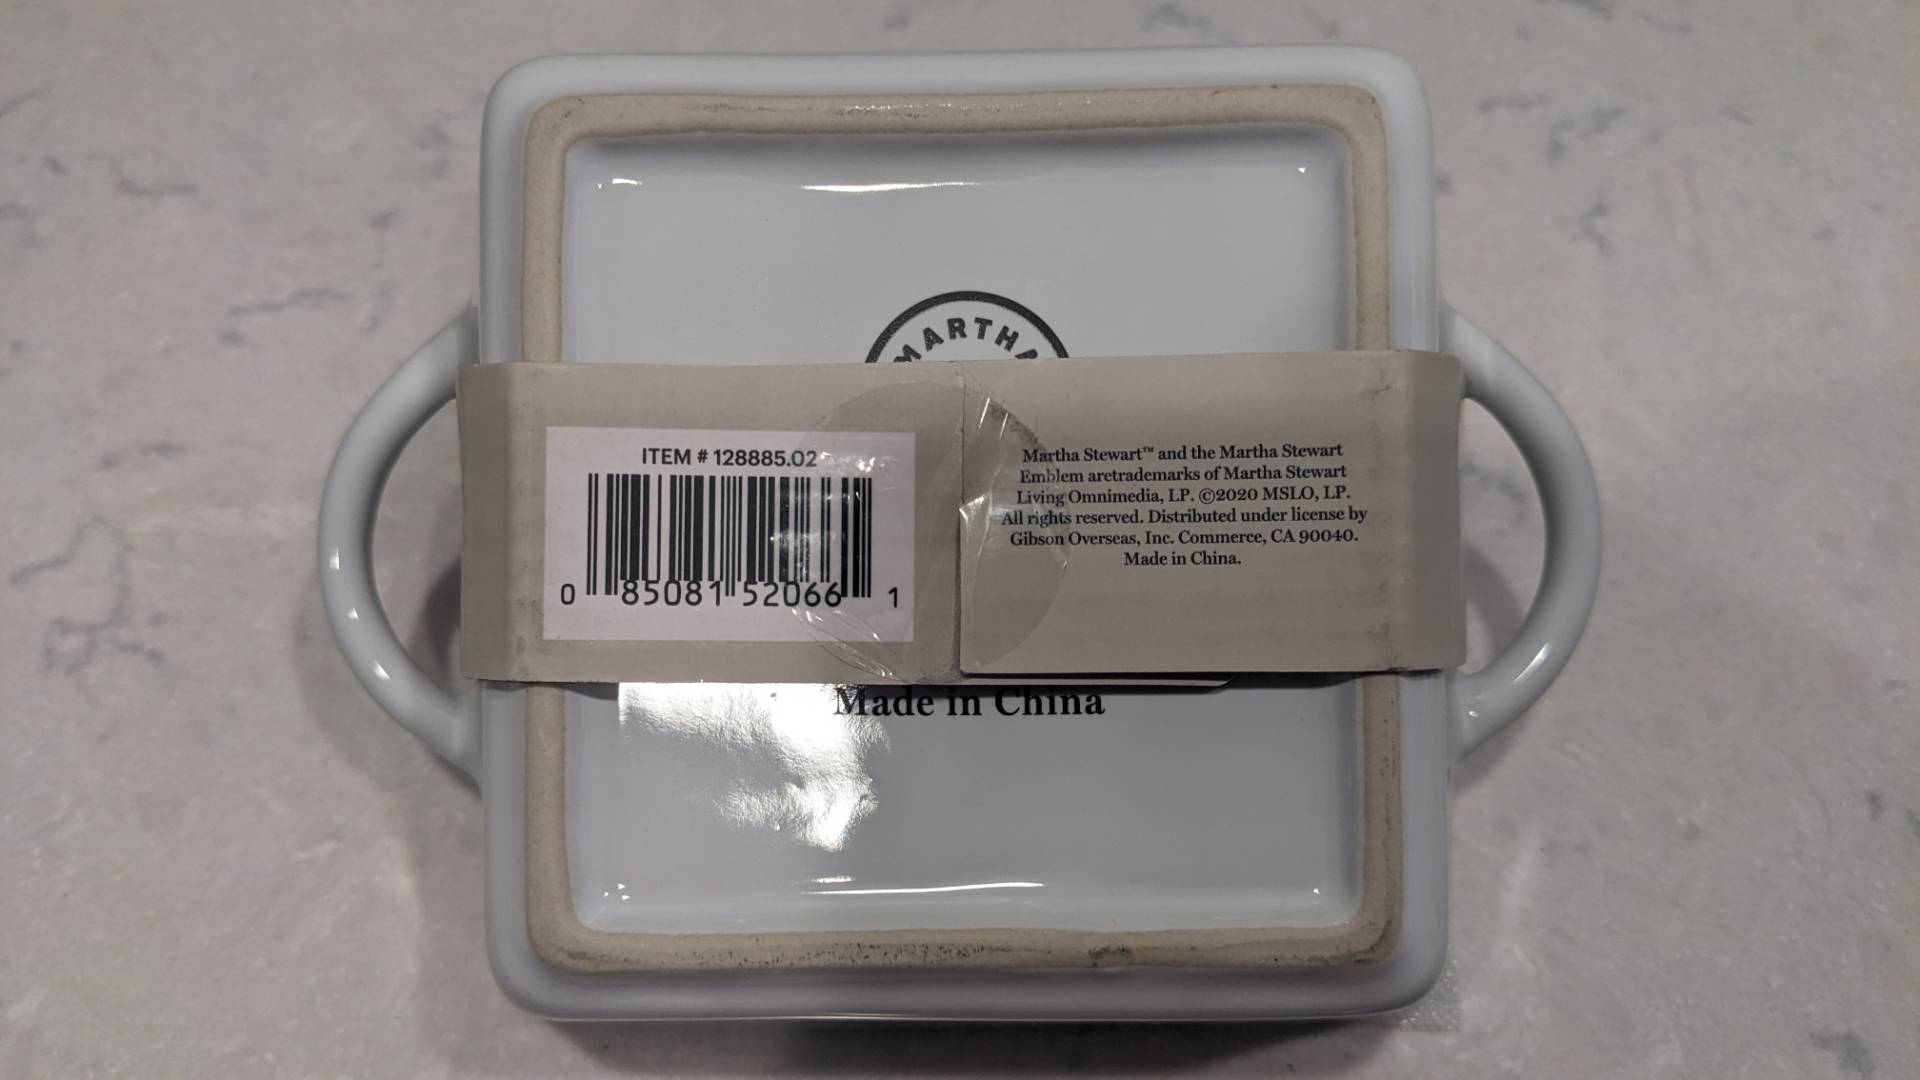 MARTHA
ITEM # 128885.02
0 85081 52066 1
Martha Stewart™ and the Martha Stewart
Emblem aretrademarks of Martha Stewart
Living Omnimedia, LP. ©2020 MSLO, LP.
All rights reserved. Distributed under license by
Gibson Overseas, Inc. Commerce, CA 90040.
Made in China.
Made in China